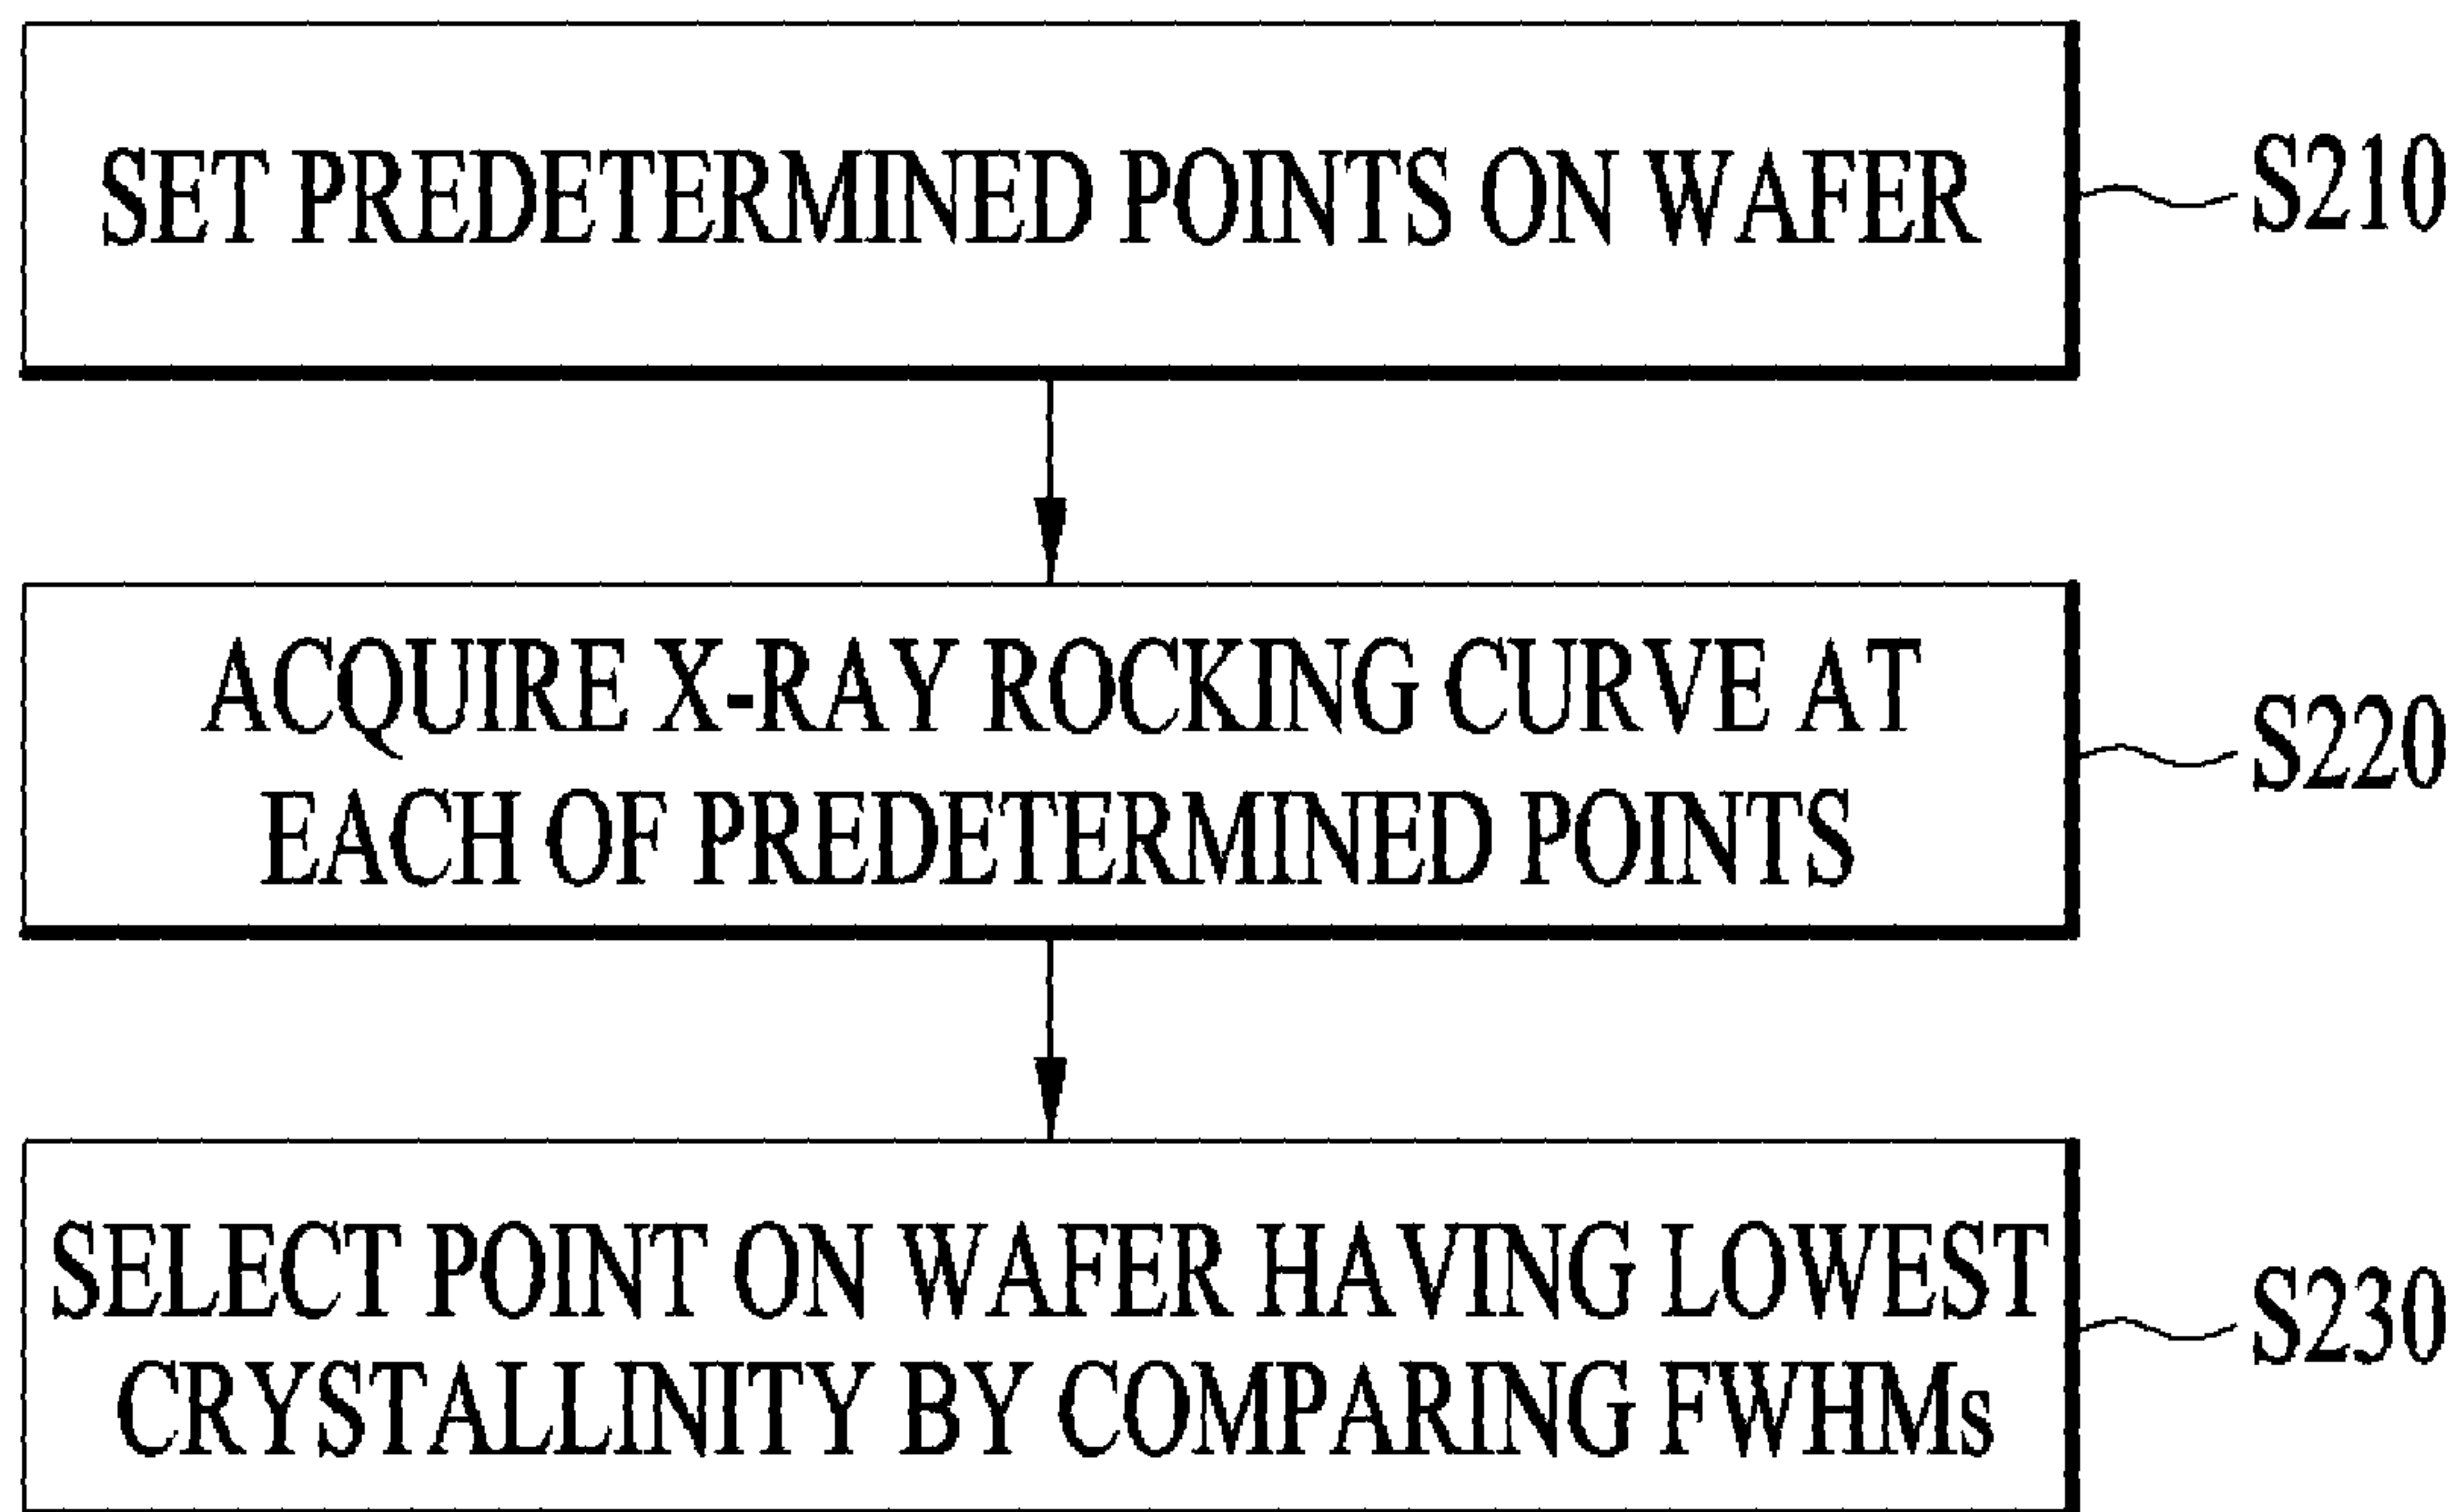 SET PREDETERMINED POINTS ON WAFER
S210
ACQUIRE X-RAY ROCKING CURVE AT
EACH OF PREDETERMINED POINTS
S220
SELECT POINT ON WAFER HAVING LOWEST
CRYSTALLINITY BY COMPARING FWHMs
S230